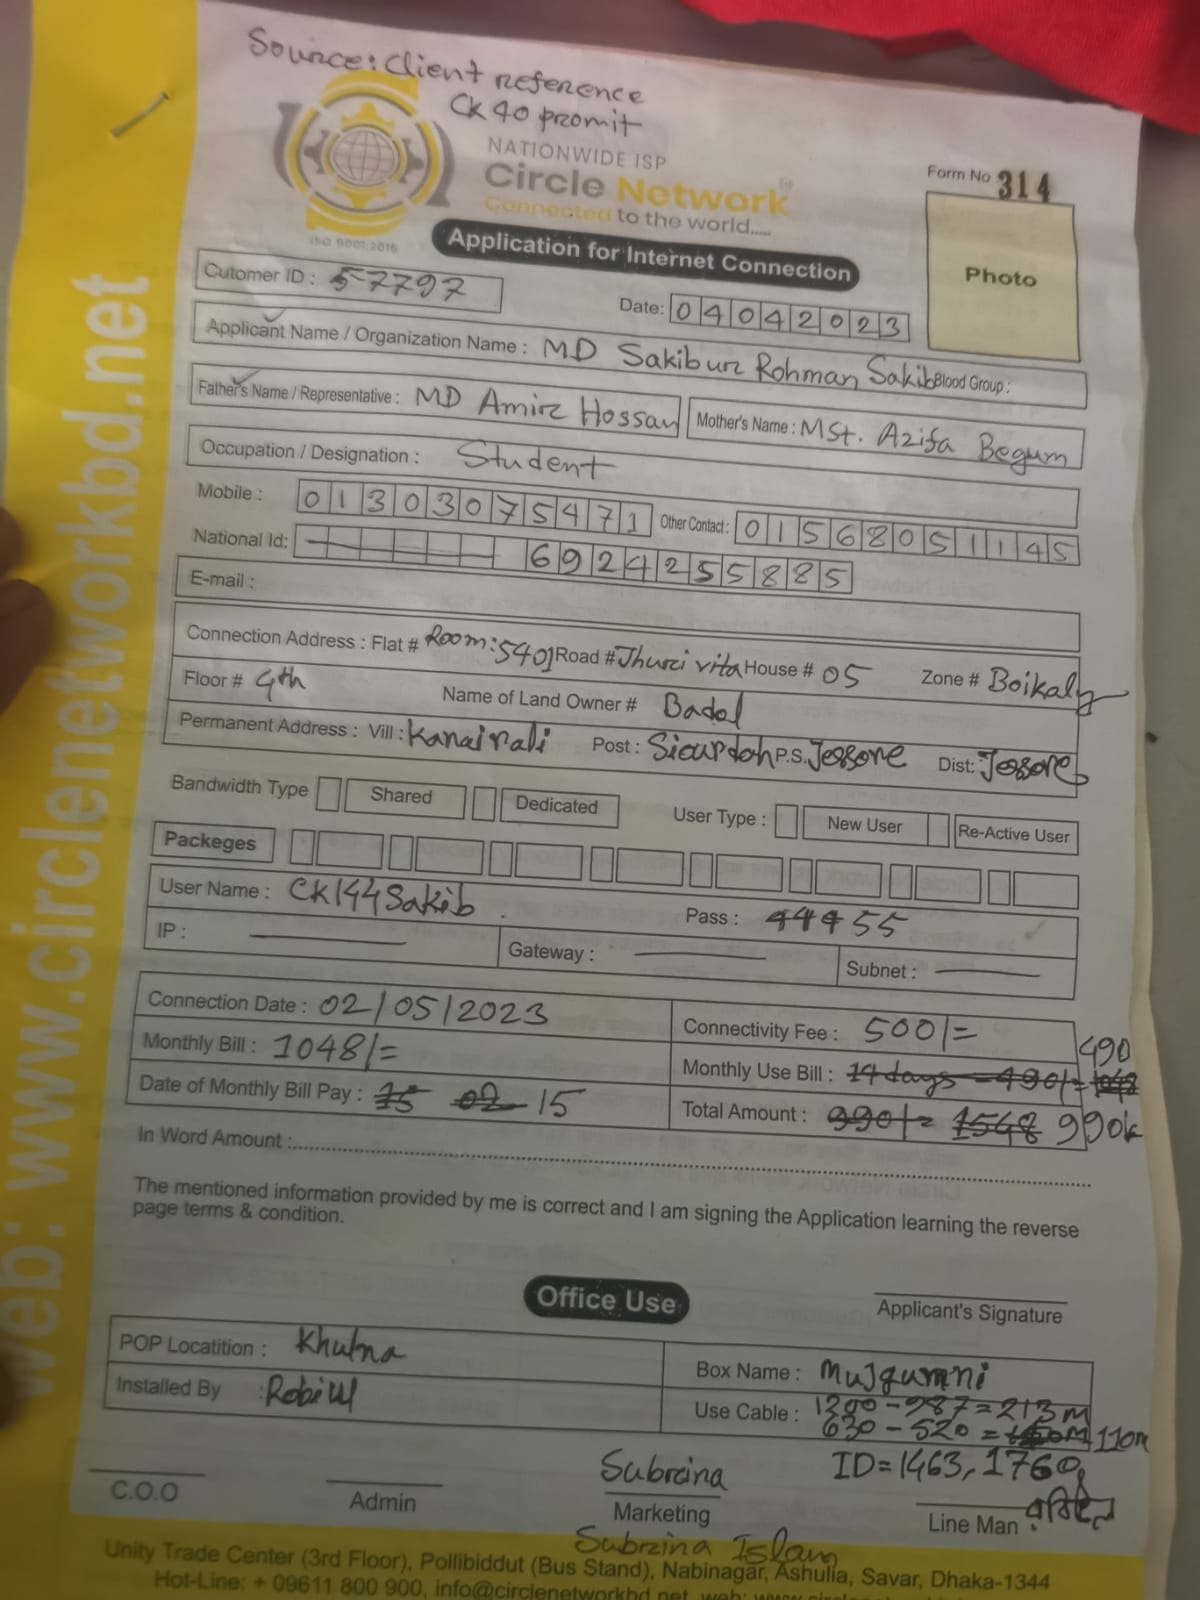 Source: Client reference
CK 40 promit
NATIONWIDE ISP
Circle Network
Connected to the world.....
ISO 9001:2015
Form No 314
Application for Internet Connection
Photo
Cutomer ID : 57797
Date: 04042023
Applicant Name / Organization Name : MD Sakibur Rohman Sakib Blood Group :
Father's Name / Representative : MD Amir Hossan Mother's Name : MSt. Azifa Begum
Occupation / Designation : Student
Mobile : 01303075471 Other Contact : 01568051145
National Id: 6924255885
E-mail :
Connection Address : Flat # Room: 5401 Road # House # 05 Zone # Boikaly
Floor # 4th Name of Land Owner # Badol
Permanent Address : Vill : Post : P.S. Jessore Dist: Jessore
Bandwidth Type Shared Dedicated User Type : New User Re-Active User
Packeges
User Name : CK144Sakib Pass : 44455
IP : Gateway : Subnet :
Connection Date : 02/05/2023 Connectivity Fee : 500/=
Monthly Bill : 1048/= Monthly Use Bill : 14 days - 490/= 1048 490
Date of Monthly Bill Pay : 15 02 15 Total Amount : 990/= 1548 990
In Word Amount :
The mentioned information provided by me is correct and I am signing the Application learning the reverse
page terms & condition.
Office Use
Applicant's Signature
POP Locatition : Khulna Box Name : Mujgunni
Installed By : Robiul Use Cable : 1200-987=213M
630-520 = 110m
ID=1463, 1760
Subrina
C.O.O Admin Marketing Line Man
Subrina Islam
Unity Trade Center (3rd Floor), Pollibiddut (Bus Stand), Nabinagar, Ashulia, Savar, Dhaka-1344
Hot-Line: + 09611 800 900, info@circlenetworkbd.net, web:
web: www.circlenetworkbd.net